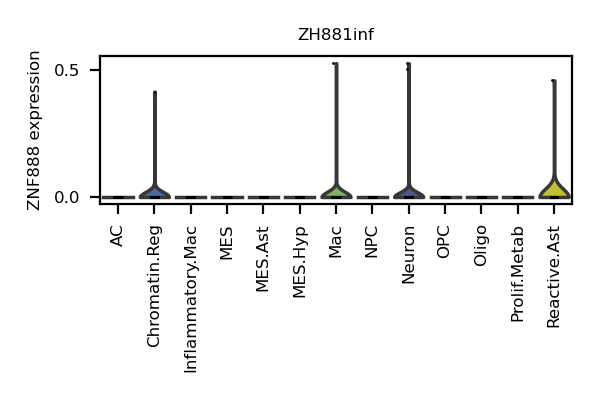 ZH881inf
ZNF888 expression
0.5
0.0
AC
Chromatin.Reg
Inflammatory.Mac
MES
MES.Ast
MES.Hyp
Mac
NPC
Neuron
OPC
Oligo
Prolif.Metab
Reactive.Ast